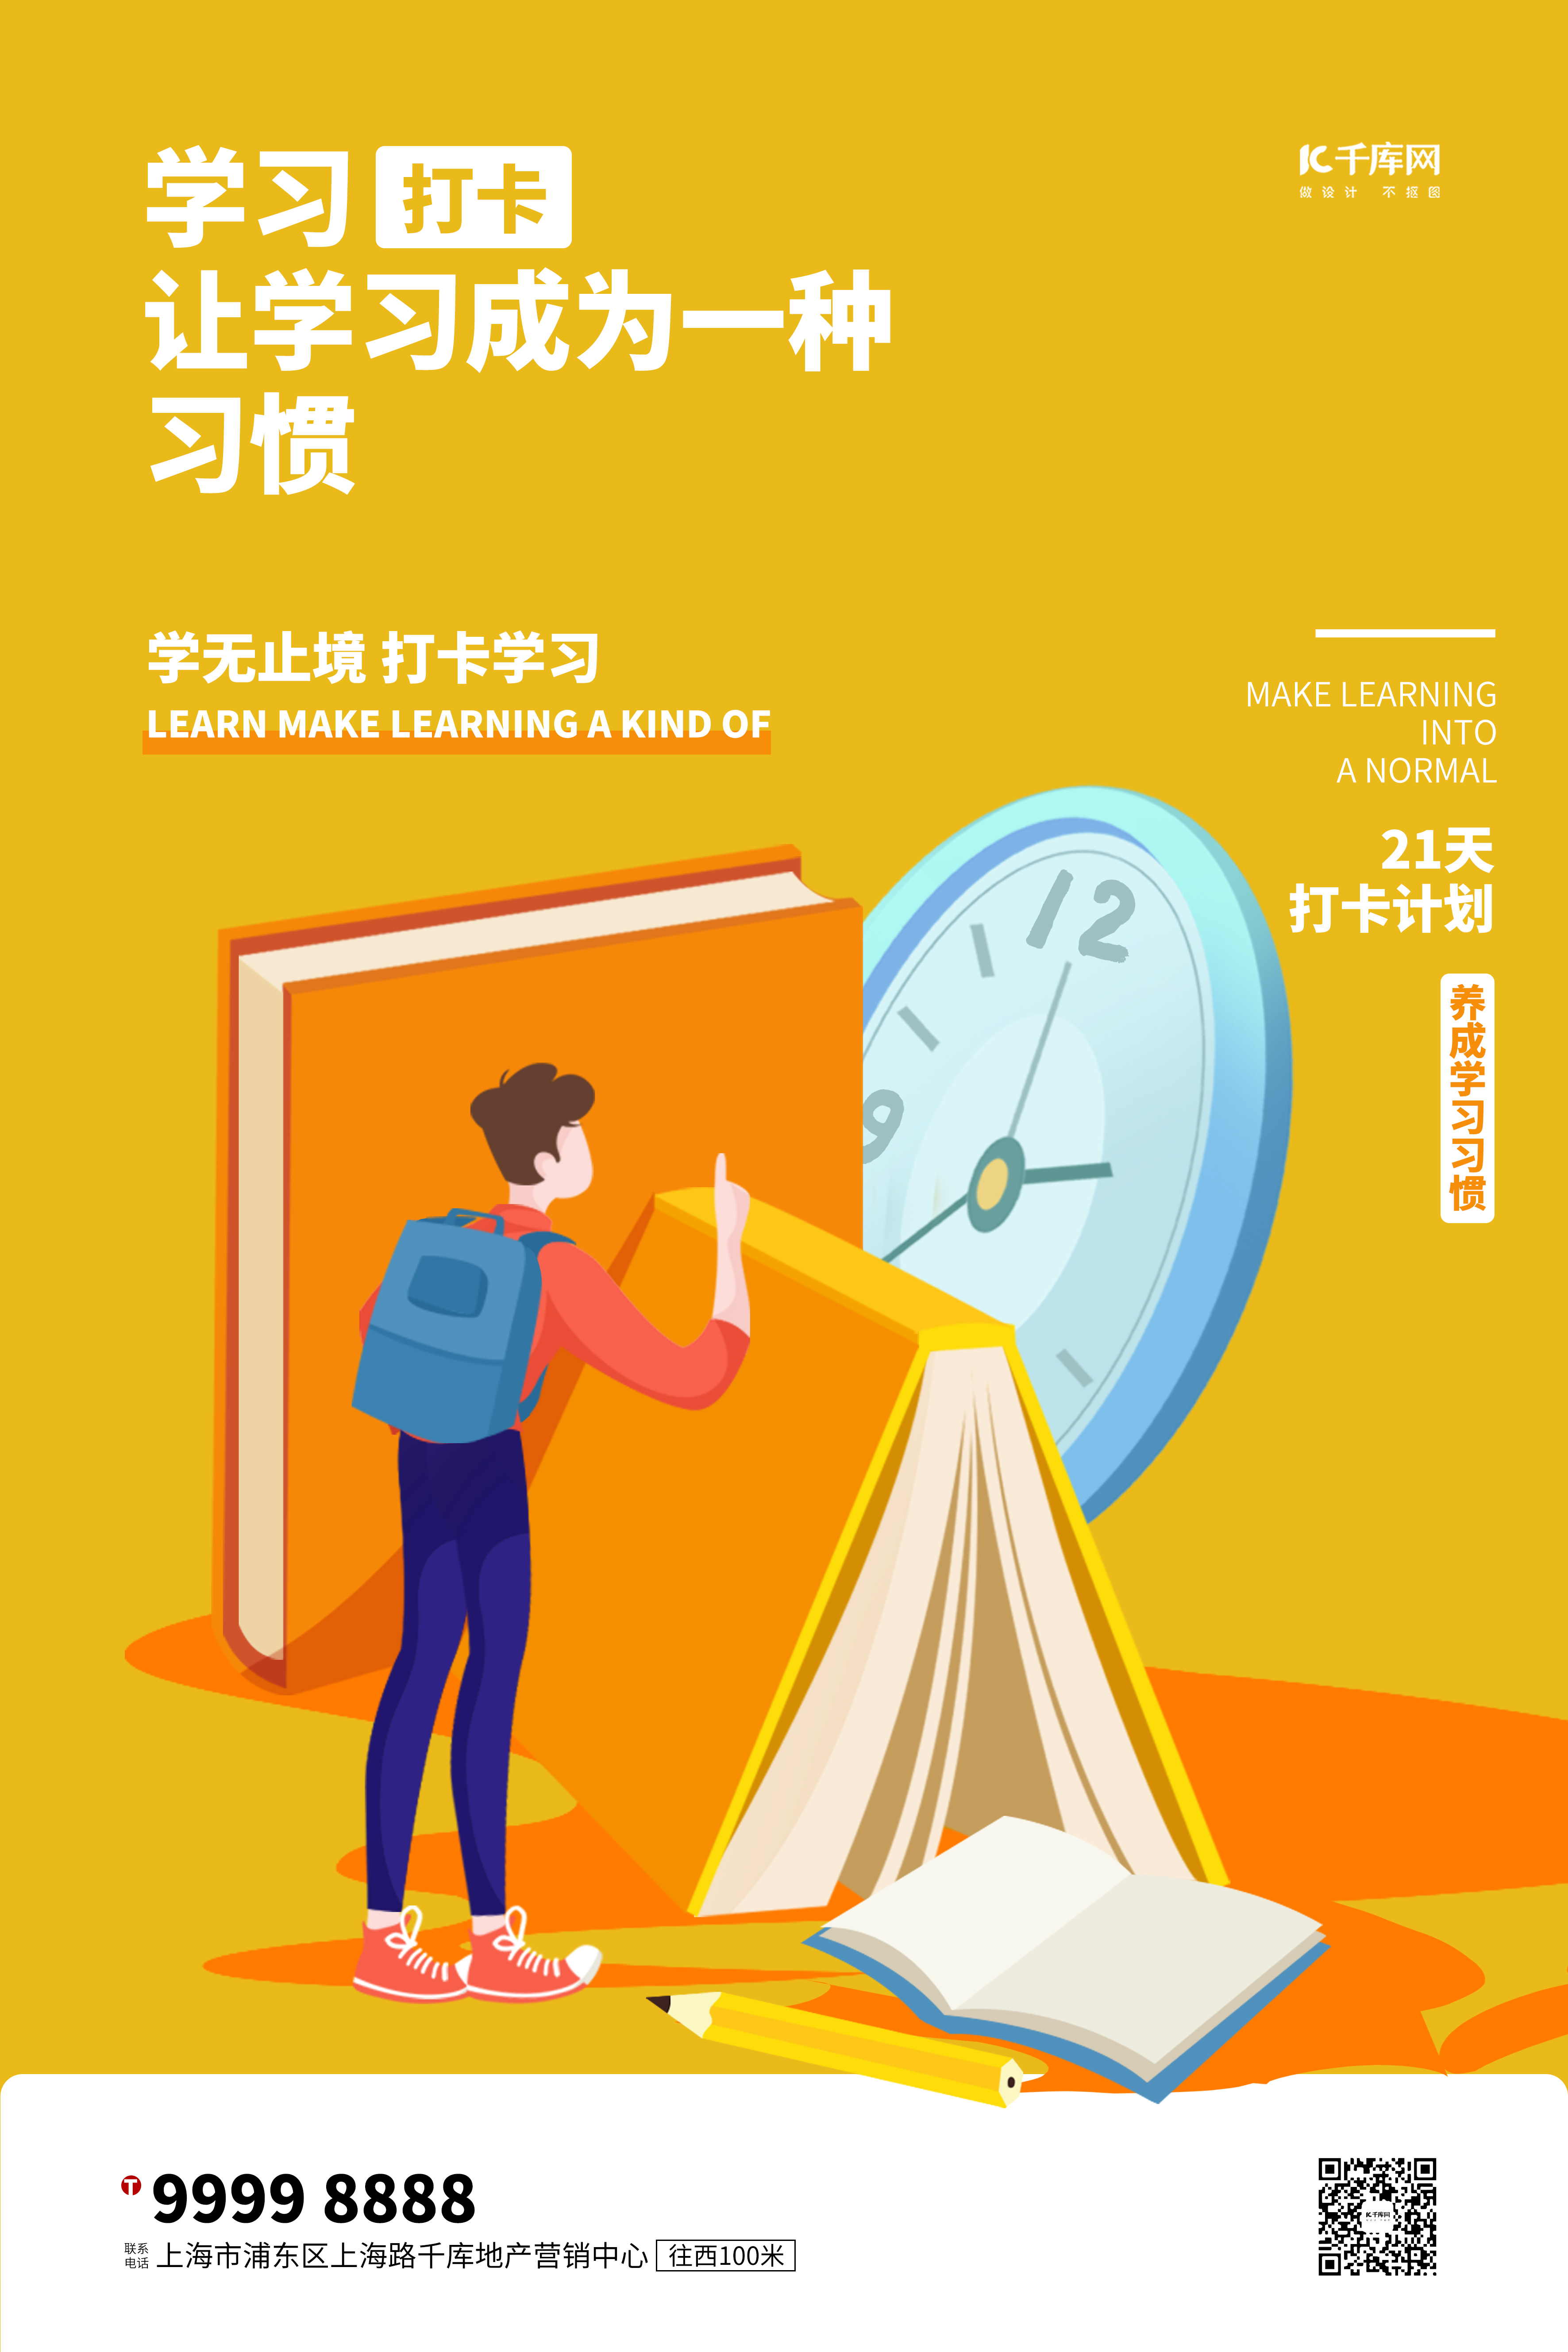 学习 打卡
让学习成为一种
习惯
千库网
做设计 不抠图
学无止境 打卡学习
LEARN MAKE LEARNING A KIND OF
MAKE LEARNING
INTO
A NORMAL
21天
打卡计划
养成学习习惯
12
9
T 9999 8888
联系
电话
上海市浦东区上海路千库地产营销中心 往西100米
千库网